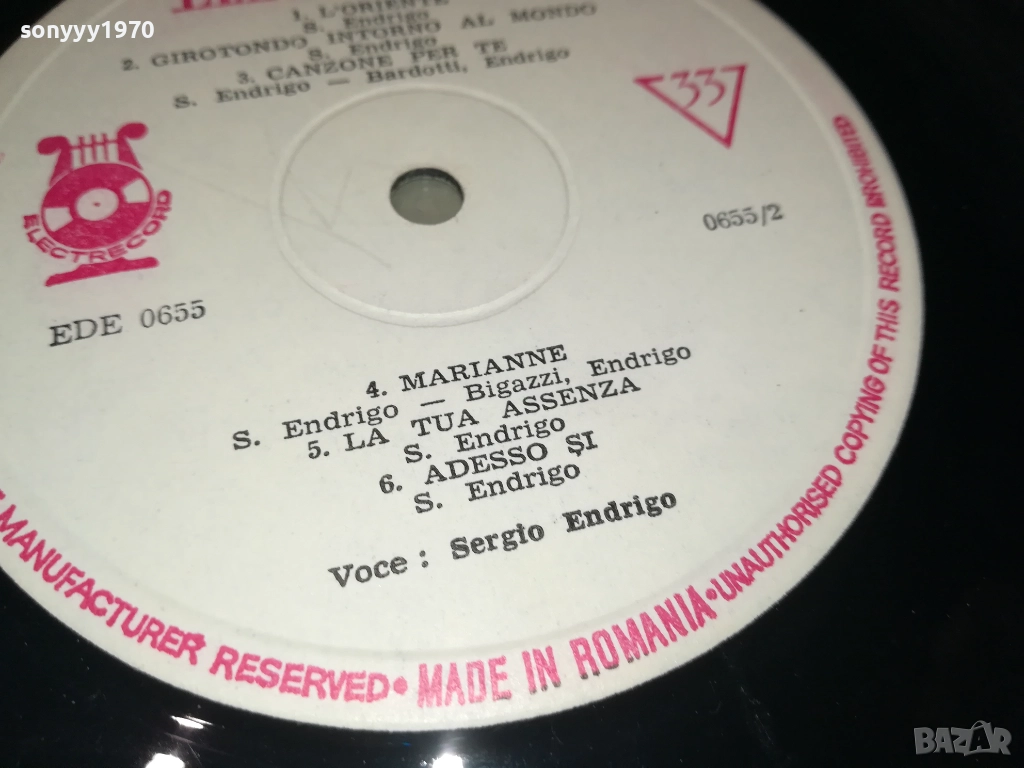 sonyyy1970
1. L'ORIENTE
S. Endrigo
2. GIROTONDO INTORNO AL MONDO
S. Endrigo
3. CANZONE PER TE
S. Endrigo — Bardotti, Endrigo
33
ELECTRECORD
0655/2
EDE 0655
4. MARIANNE
S. Endrigo — Bigazzi, Endrigo
5. LA TUA ASSENZA
S. Endrigo
6. ADESSO ŞI
S. Endrigo
Voce : Sergio Endrigo
MANUFACTURER RESERVED • MADE IN ROMANIA • UNAUTHORISED COPYING OF THIS RECORD PROHIBITED
BAZAR